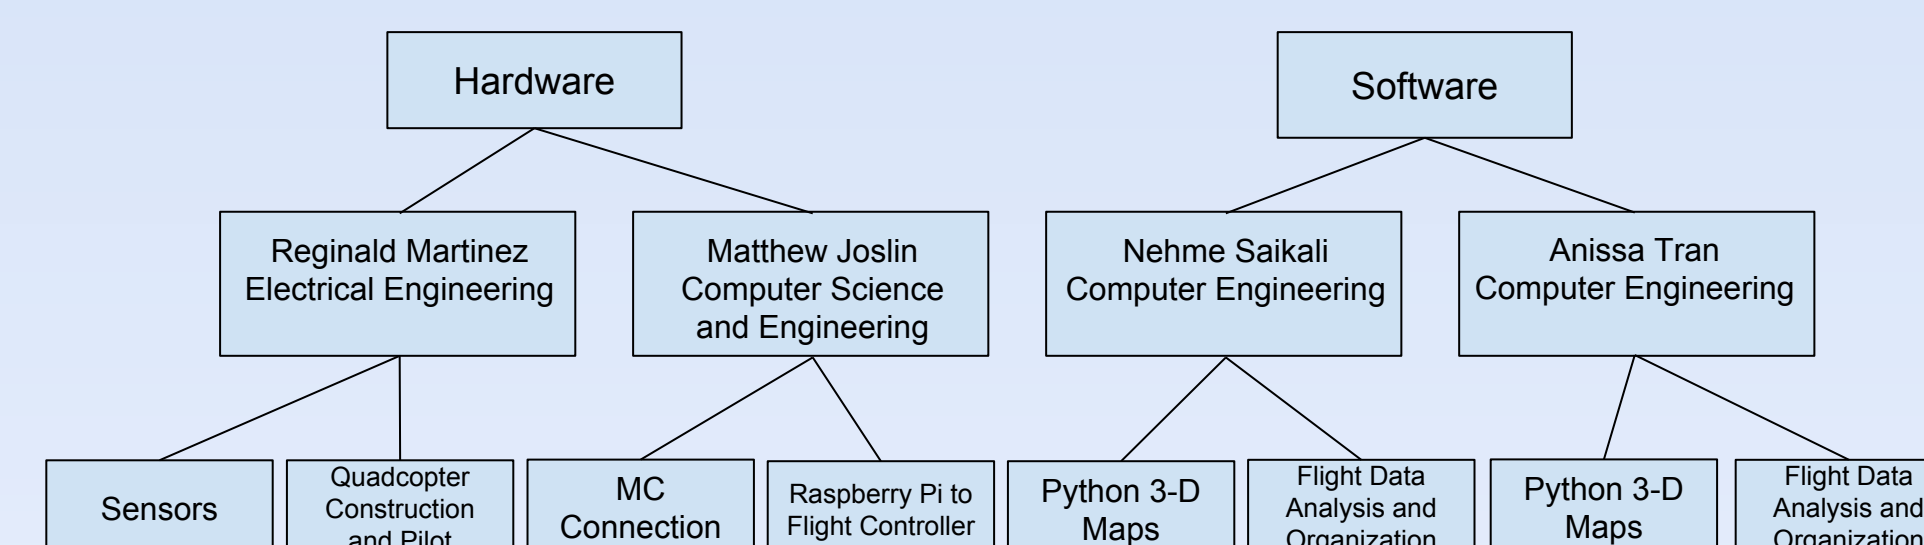 Hardware
Software
Reginald Martinez
Electrical Engineering
Matthew Joslin
Computer Science
and Engineering
Nehme Saikali
Computer Engineering
Anissa Tran
Computer Engineering
Sensors
Quadcopter
Construction
and Pilot
MC
Connection
Raspberry Pi to
Flight Controller
Python 3-D
Maps
Flight Data
Analysis and
Organization
Python 3-D
Maps
Flight Data
Analysis and
Organization